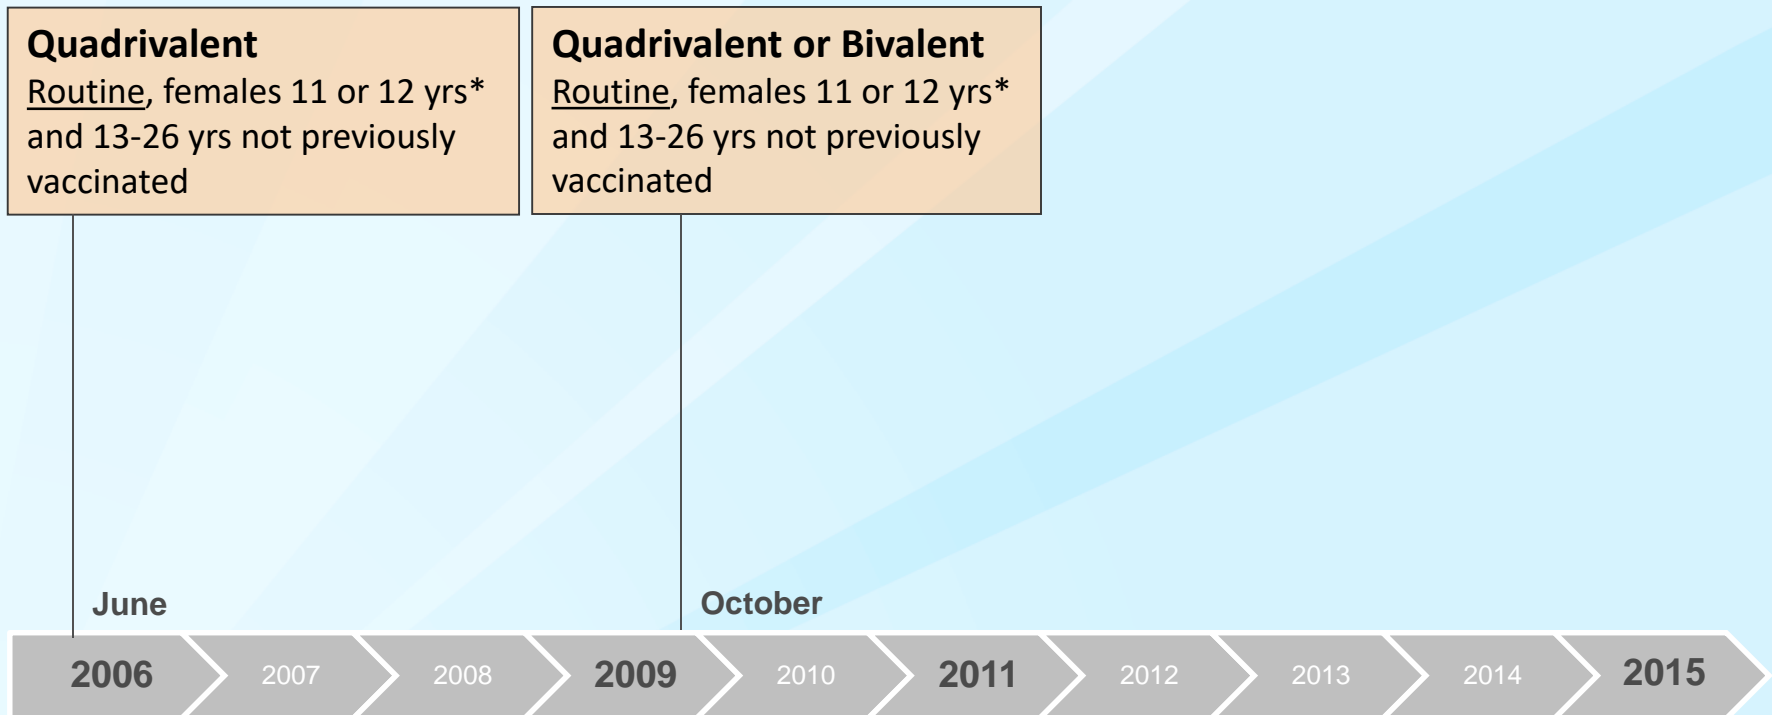 Quadrivalent
Routine, females 11 or 12 yrs*
and 13-26 yrs not previously
vaccinated
Quadrivalent or Bivalent
Routine, females 11 or 12 yrs*
and 13-26 yrs not previously
vaccinated
June
October
2006
2007
2008
2009
2010
2011
2012
2013
2014
2015